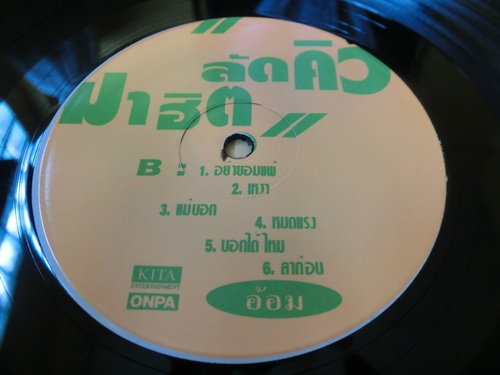 ลัดคิว
ฝาฮิต
B : 1. อย่ายอมแพ้
2. เหงา
3. แม่บอก
4. หมดแรง
5. บอกได้ไหม
6. ลาก่อน
KITA
ENTERTAINMENT
ONPA
อ้อม